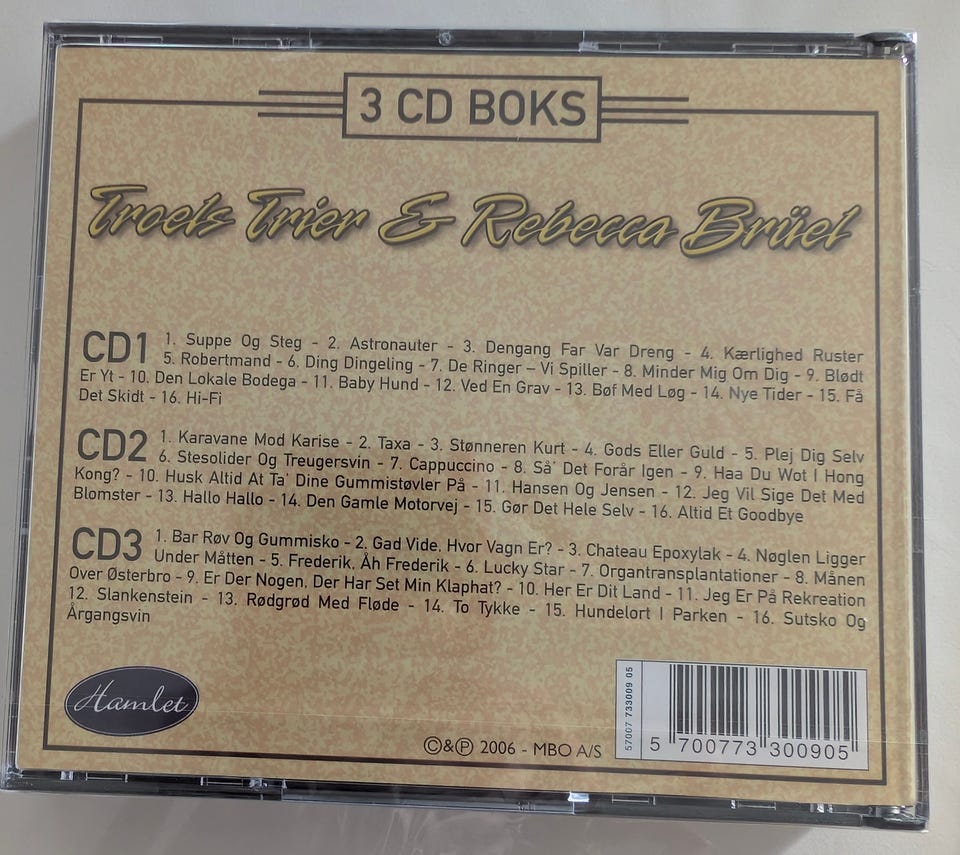 3 CD BOKS
Troels Trier & Rebecca Brüel
CD1 1. Suppe Og Steg - 2. Astronauter - 3. Dengang Far Var Dreng - 4. Kærlighed Ruster
5. Robertmand - 6. Ding Dingeling - 7. De Ringer – Vi Spiller - 8. Minder Mig Om Dig - 9. Blødt
Er Yt - 10. Den Lokale Bodega - 11. Baby Hund - 12. Ved En Grav - 13. Bøf Med Løg - 14. Nye Tider - 15. Få
Det Skidt - 16. Hi-Fi
CD2 1. Karavane Mod Karise - 2. Taxa - 3. Stønneren Kurt - 4. Gods Eller Guld - 5. Plej Dig Selv
6. Stesolider Og Treugersvin - 7. Cappuccino - 8. Så' Det Forår Igen - 9. Haa Du Wot I Hong
Kong? - 10. Husk Altid At Ta' Dine Gummistøvler På - 11. Hansen Og Jensen - 12. Jeg Vil Sige Det Med
Blomster - 13. Hallo Hallo - 14. Den Gamle Motorvej - 15. Gør Det Hele Selv - 16. Altid Et Goodbye
CD3 1. Bar Røv Og Gummisko - 2. Gad Vide, Hvor Vagn Er? - 3. Chateau Epoxylak - 4. Nøglen Ligger
Under Måtten - 5. Frederik, Åh Frederik - 6. Lucky Star - 7. Organtransplantationer - 8. Månen
Over Østerbro - 9. Er Der Nogen, Der Har Set Min Klaphat? - 10. Her Er Dit Land - 11. Jeg Er På Rekreation
12. Slankenstein - 13. Rødgrød Med Fløde - 14. To Tykke - 15. Hundelort I Parken - 16. Sutsko Og
Årgangsvin
Hamlet
©&℗ 2006 - MBO A/S
57007 733009 05
5 700773 300905